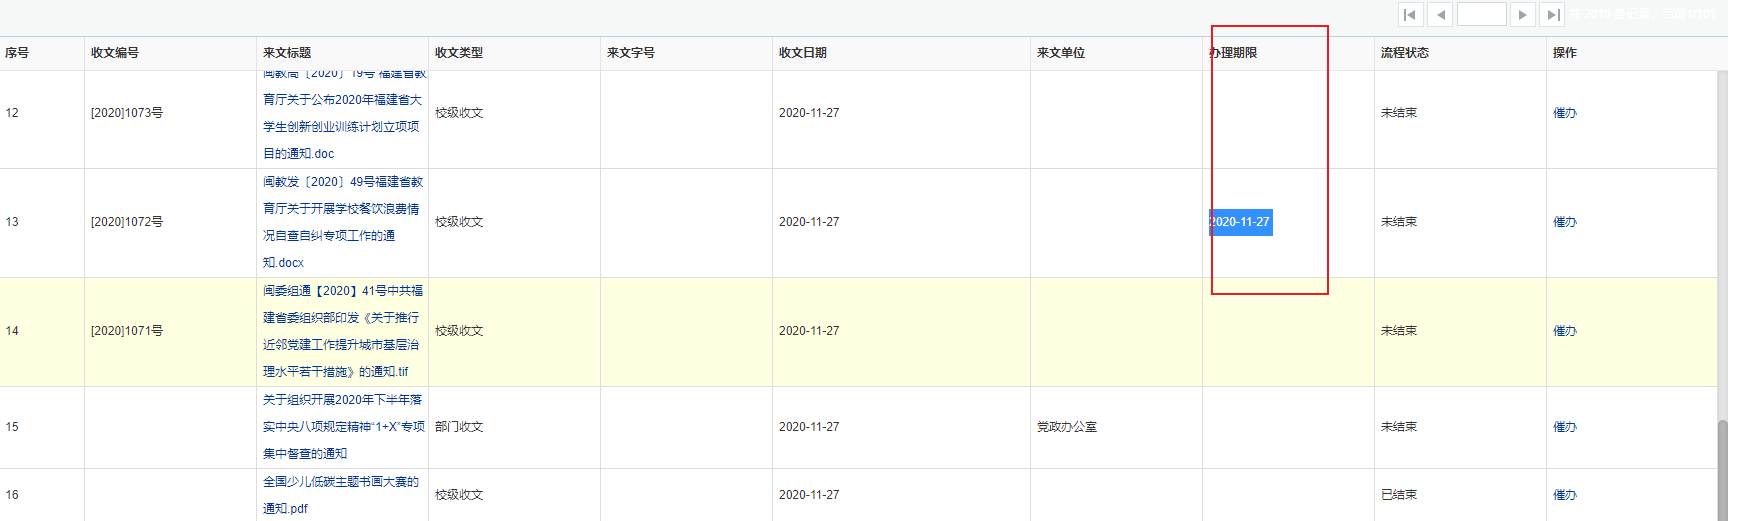 共 2010 条记录，当前1/101
序号 收文编号 来文标题 收文类型 来文字号 收文日期 来文单位 办理期限 流程状态 操作
闽教高〔2020〕19号 福建省教
育厅关于公布2020年福建省大
12 [2020]1073号 校级收文 2020-11-27 未结束 催办
学生创新创业训练计划立项项
目的通知.doc
闽教发〔2020〕49号福建省教
育厅关于开展学校餐饮浪费情
13 [2020]1072号 校级收文 2020-11-27 2020-11-27 未结束 催办
况自查自纠专项工作的通
知.docx
闽委组通【2020】41号中共福
建省委组织部印发《关于推行
14 [2020]1071号 校级收文 2020-11-27 未结束 催办
近邻党建工作提升城市基层治
理水平若干措施》的通知.tif
关于组织开展2020年下半年落
15 实中央八项规定精神“1+X”专项 部门收文 2020-11-27 党政办公室 未结束 催办
集中督查的通知
全国少儿低碳主题书画大赛的
16 校级收文 2020-11-27 已结束 催办
通知.pdf